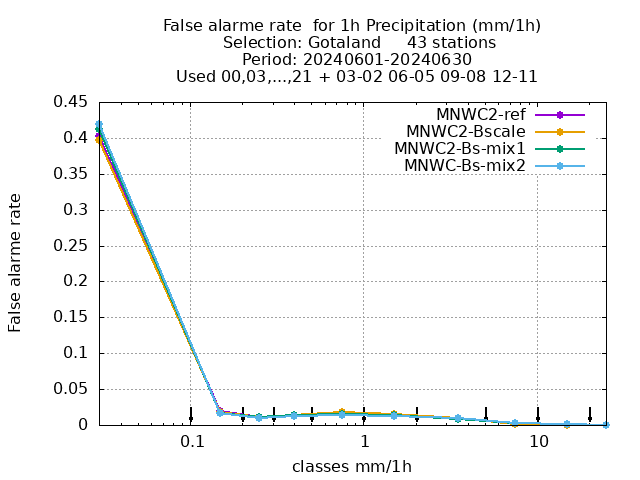 False alarme rate  for 1h Precipitation (mm/1h)
Selection: Gotaland     43 stations
Period: 20240601-20240630
Used 00,03,...,21 + 03-02 06-05 09-08 12-11
MNWC2-ref
MNWC2-Bscale
MNWC2-Bs-mix1
MNWC-Bs-mix2
False alarme rate
0.45
0.4
0.35
0.3
0.25
0.2
0.15
0.1
0.05
0
0.1 1 10
classes mm/1h